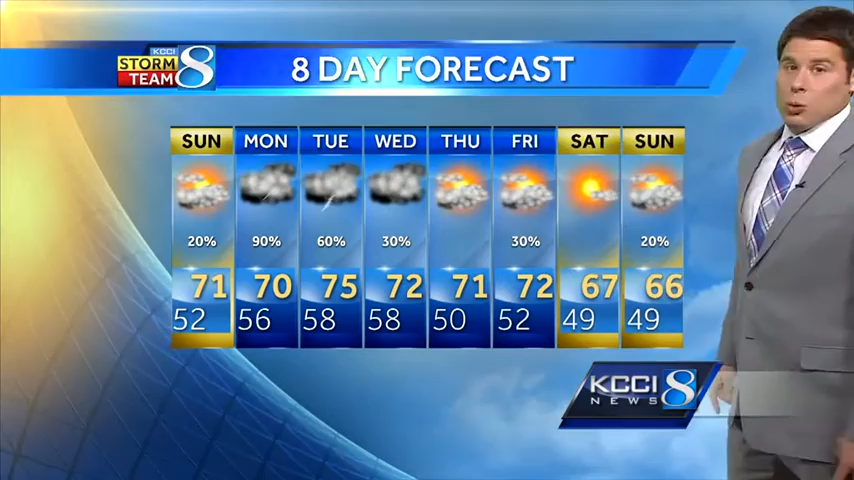 KCCI
STORM
TEAM 8
8 DAY FORECAST
SUN MON TUE WED THU FRI SAT SUN
20% 90% 60% 30% 30% 20%
71 70 75 72 71 72 67 66
52 56 58 58 50 52 49 49
KCCI 8
NEWS